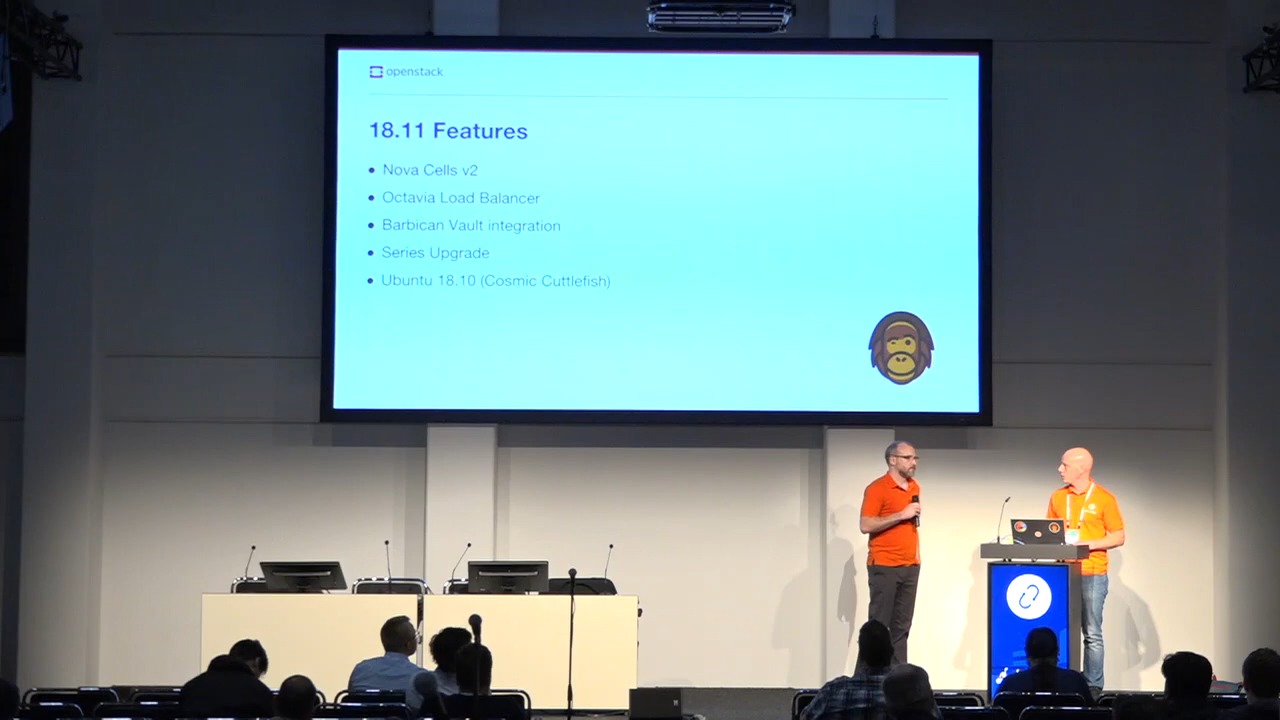 openstack.
18.11 Features
• Nova Cells v2
• Octavia Load Balancer
• Barbican Vault integration
• Series Upgrade
• Ubuntu 18.10 (Cosmic Cuttlefish)